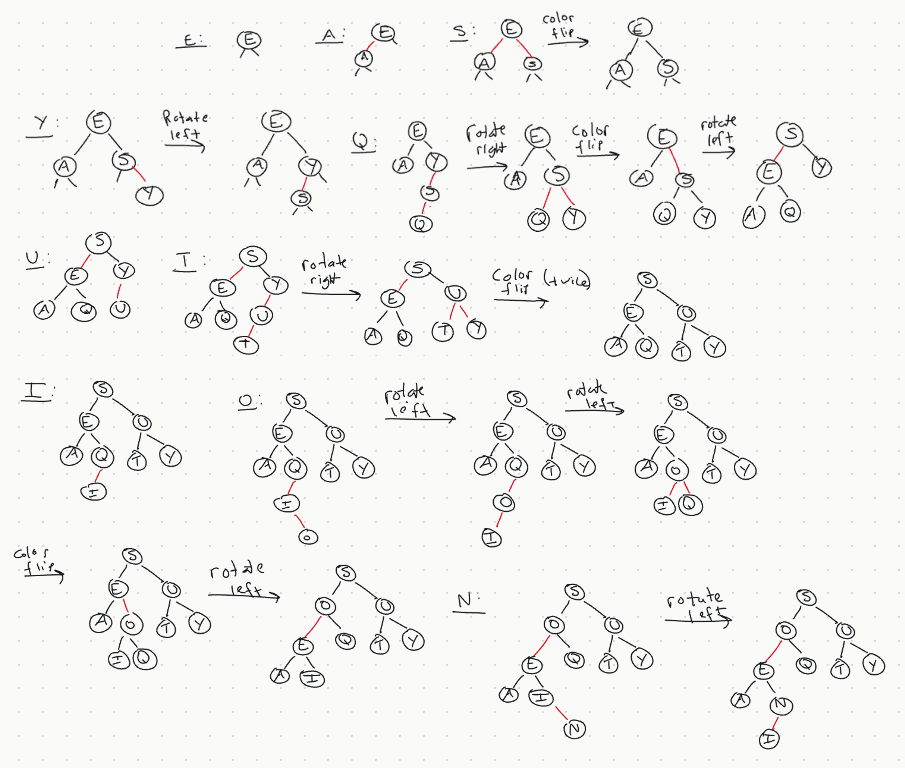 E:
E
A:
E
A
S:
E
A S
color
flip
E
A S
Y:
E
A S
Y
Rotate
left
E
A Y
S
Q:
E
A Y
S
Q
rotate
right
E
A S
Q Y
Color
flip
E
A S
Q Y
rotate
left
S
E Y
A Q
U:
S
E Y
A Q U
T:
S
E Y
A Q U
T
rotate
right
S
E U
A Q T Y
Color
flip (twice)
S
E U
A Q T Y
I:
S
E U
A Q T Y
I
O:
S
E U
A Q T Y
I
O
rotate
left
S
E U
A Q T Y
O
I
rotate
left
S
E U
A O T Y
I Q
Color
flip
S
E U
A O T Y
I Q
rotate
left
S
O U
E Q T Y
A I
N:
S
O U
E Q T Y
A I
N
rotate
left
S
O U
E Q T Y
A N
I